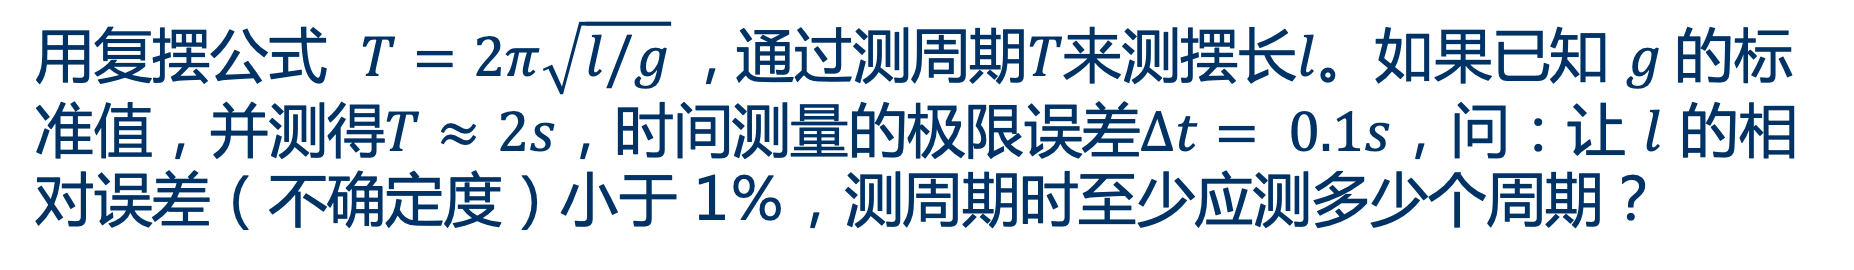 用复摆公式 T = 2π√l/g ，通过测周期T来测摆长l。如果已知 g 的标
准值，并测得T ≈ 2s，时间测量的极限误差Δt = 0.1s，问：让 l 的相
对误差（不确定度）小于 1%，测周期时至少应测多少个周期？